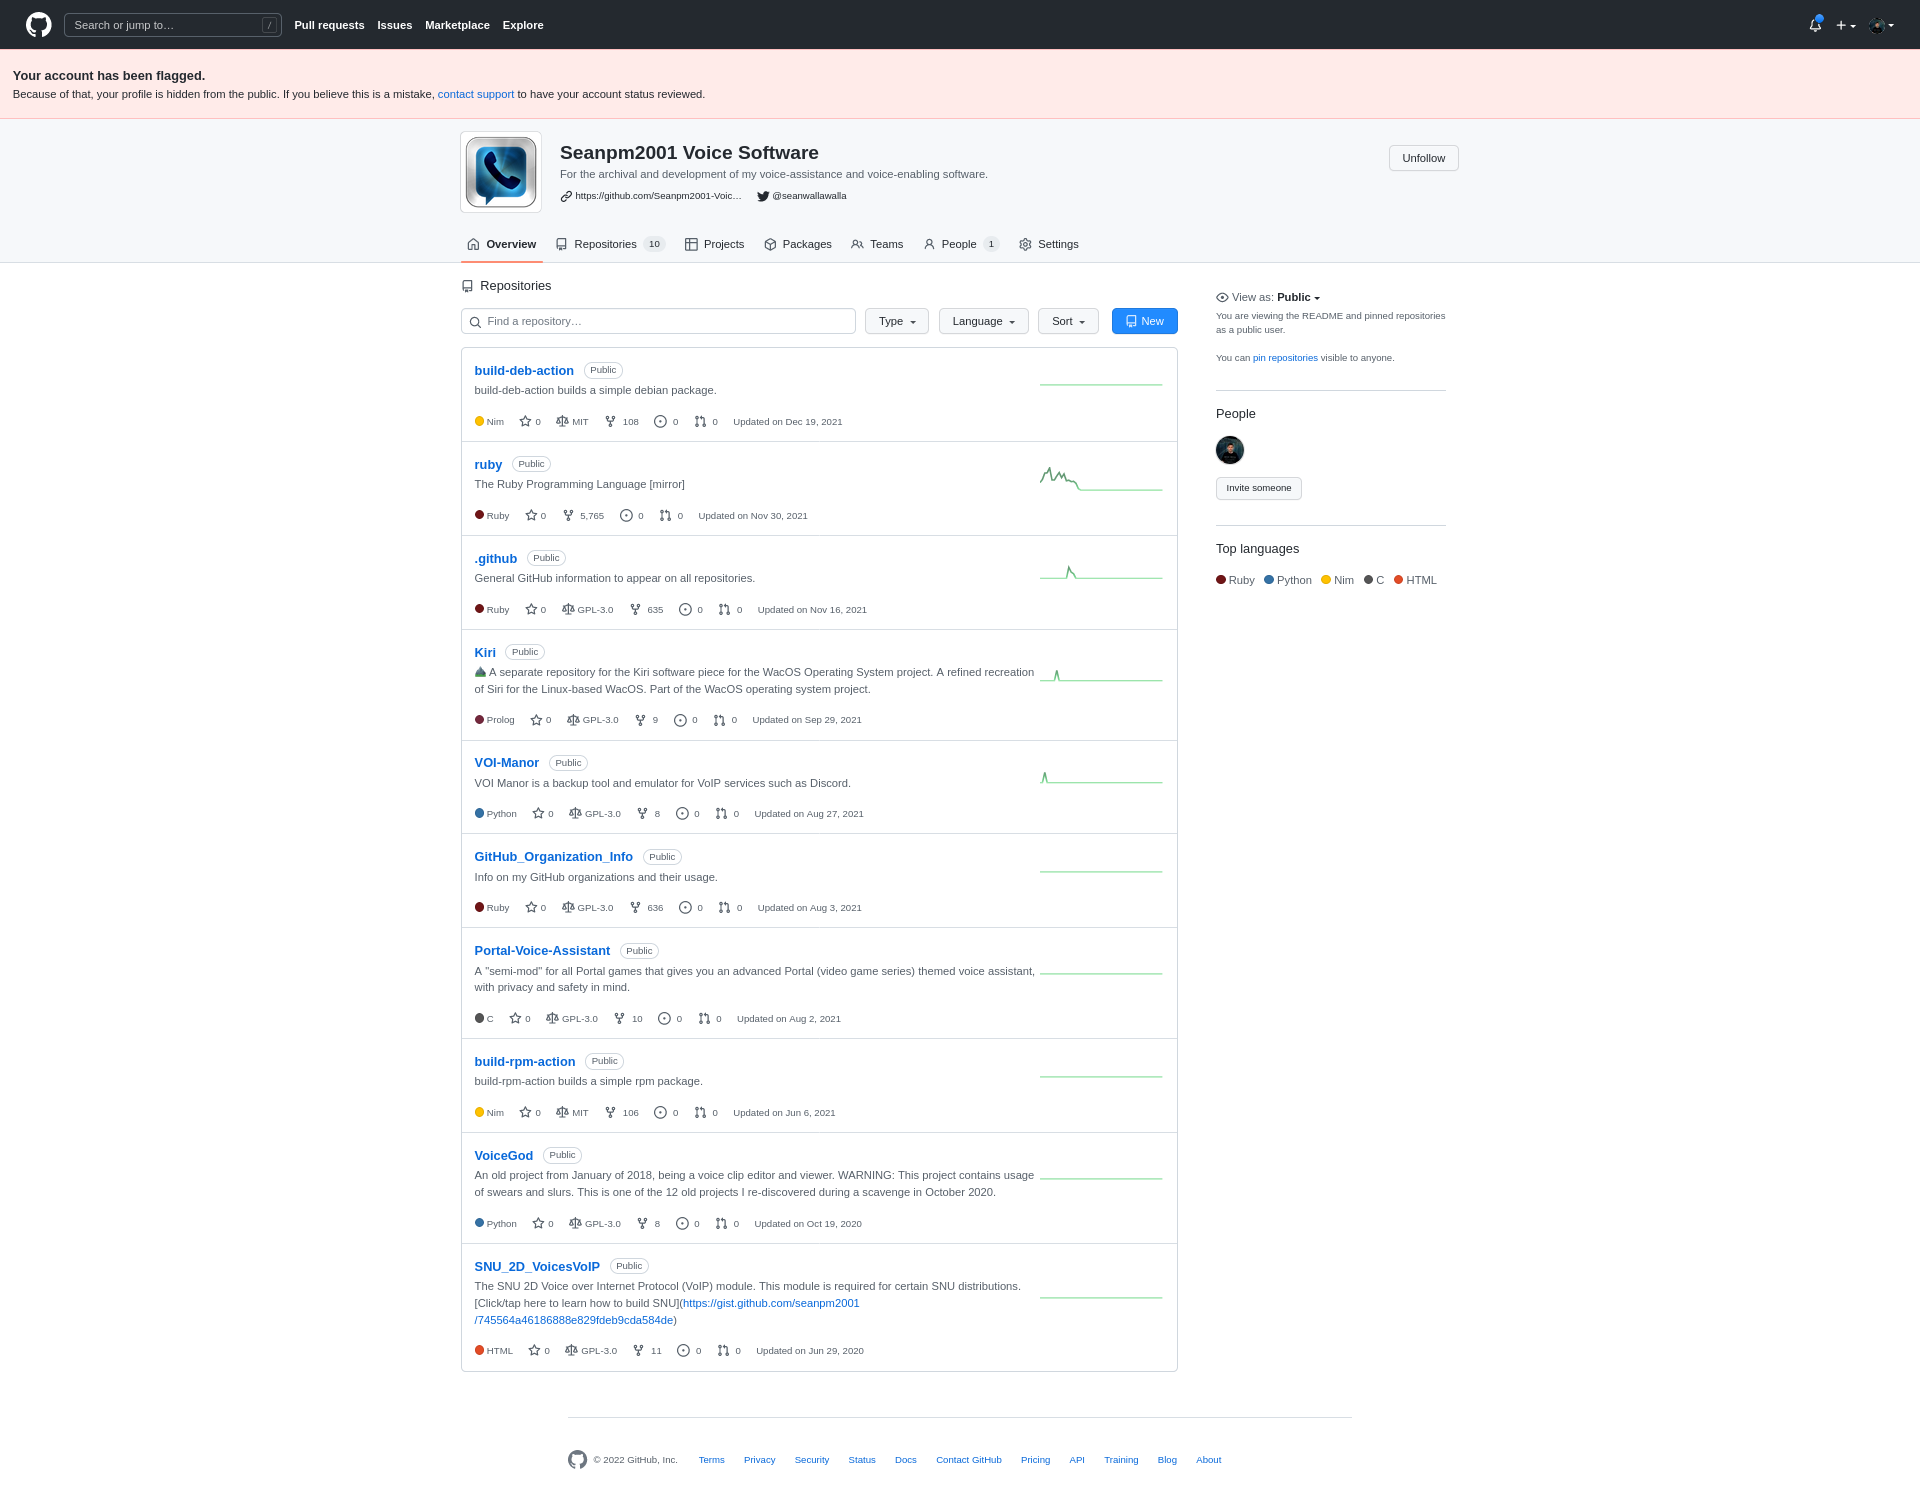 Search or jump to…
/
Pull requests Issues Marketplace Explore
Your account has been flagged.
Because of that, your profile is hidden from the public. If you believe this is a mistake, contact support to have your account status reviewed.
Seanpm2001 Voice Software
For the archival and development of my voice-assistance and voice-enabling software.
https://github.com/Seanpm2001-Voic… @seanwallawalla
Unfollow
Overview Repositories 10 Projects Packages Teams People 1 Settings
Repositories
Find a repository… Type Language Sort New
build-deb-action Public
build-deb-action builds a simple debian package.
Nim 0 MIT 108 0 0 Updated on Dec 19, 2021
ruby Public
The Ruby Programming Language [mirror]
Ruby 0 5,765 0 0 Updated on Nov 30, 2021
.github Public
General GitHub information to appear on all repositories.
Ruby 0 GPL-3.0 635 0 0 Updated on Nov 16, 2021
Kiri Public
A separate repository for the Kiri software piece for the WacOS Operating System project. A refined recreation
of Siri for the Linux-based WacOS. Part of the WacOS operating system project.
Prolog 0 GPL-3.0 9 0 0 Updated on Sep 29, 2021
VOI-Manor Public
VOI Manor is a backup tool and emulator for VoIP services such as Discord.
Python 0 GPL-3.0 8 0 0 Updated on Aug 27, 2021
GitHub_Organization_Info Public
Info on my GitHub organizations and their usage.
Ruby 0 GPL-3.0 636 0 0 Updated on Aug 3, 2021
Portal-Voice-Assistant Public
A "semi-mod" for all Portal games that gives you an advanced Portal (video game series) themed voice assistant,
with privacy and safety in mind.
C 0 GPL-3.0 10 0 0 Updated on Aug 2, 2021
build-rpm-action Public
build-rpm-action builds a simple rpm package.
Nim 0 MIT 106 0 0 Updated on Jun 6, 2021
VoiceGod Public
An old project from January of 2018, being a voice clip editor and viewer. WARNING: This project contains usage
of swears and slurs. This is one of the 12 old projects I re-discovered during a scavenge in October 2020.
Python 0 GPL-3.0 8 0 0 Updated on Oct 19, 2020
SNU_2D_VoicesVoIP Public
The SNU 2D Voice over Internet Protocol (VoIP) module. This module is required for certain SNU distributions.
[Click/tap here to learn how to build SNU](https://gist.github.com/seanpm2001
/745564a46186888e829fdeb9cda584de)
HTML 0 GPL-3.0 11 0 0 Updated on Jun 29, 2020
View as: Public
You are viewing the README and pinned repositories
as a public user.
You can pin repositories visible to anyone.
People
Invite someone
Top languages
Ruby Python Nim C HTML
© 2022 GitHub, Inc. Terms Privacy Security Status Docs Contact GitHub Pricing API Training Blog About